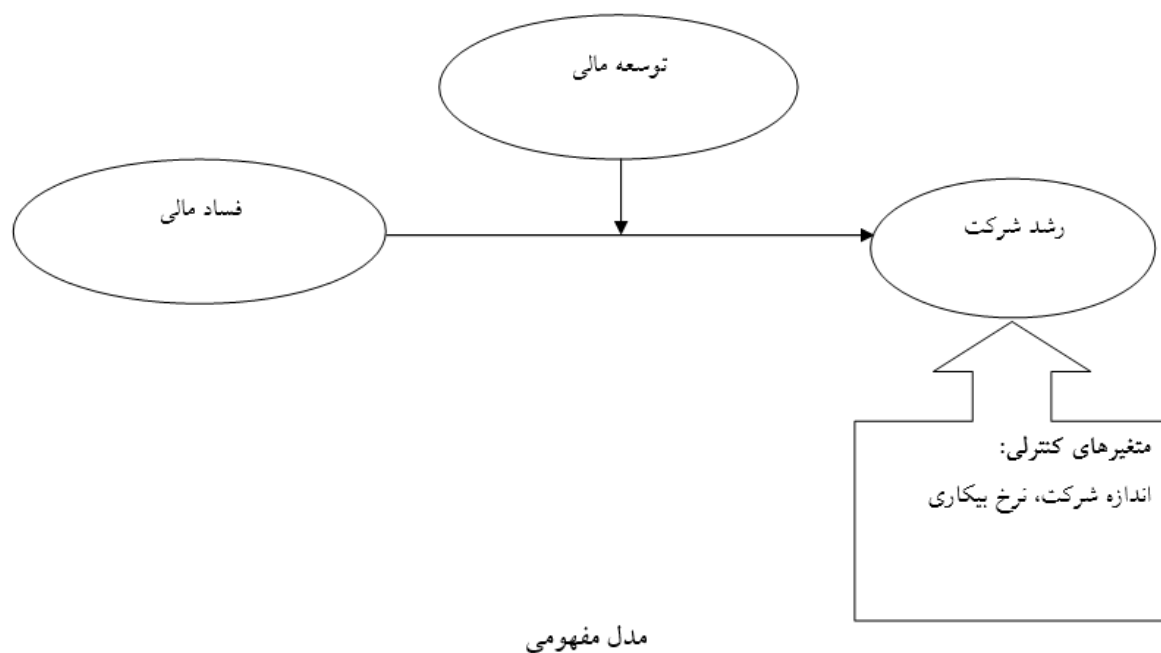 توسعه مالی
فساد مالی
رشد شرکت
متغیرهای کنترلی:
اندازه شرکت، نرخ بیکاری
مدل مفهومی